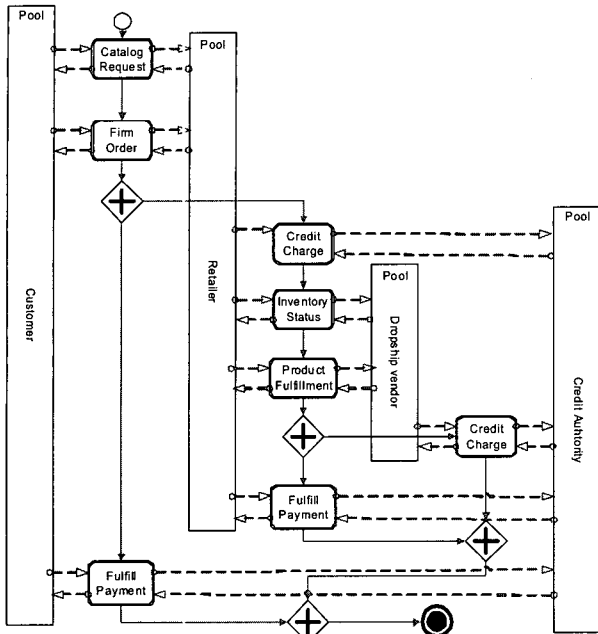 Pool
Pool
Catalog
Request
Firm
Order
Pool
Credit
Charge
Retailer
Pool
Customer
Inventory
Status
Dropship vendor
Product
Fulfillment
Credit Auhtority
Credit
Charge
Fulfill
Payment
Fulfill
Payment